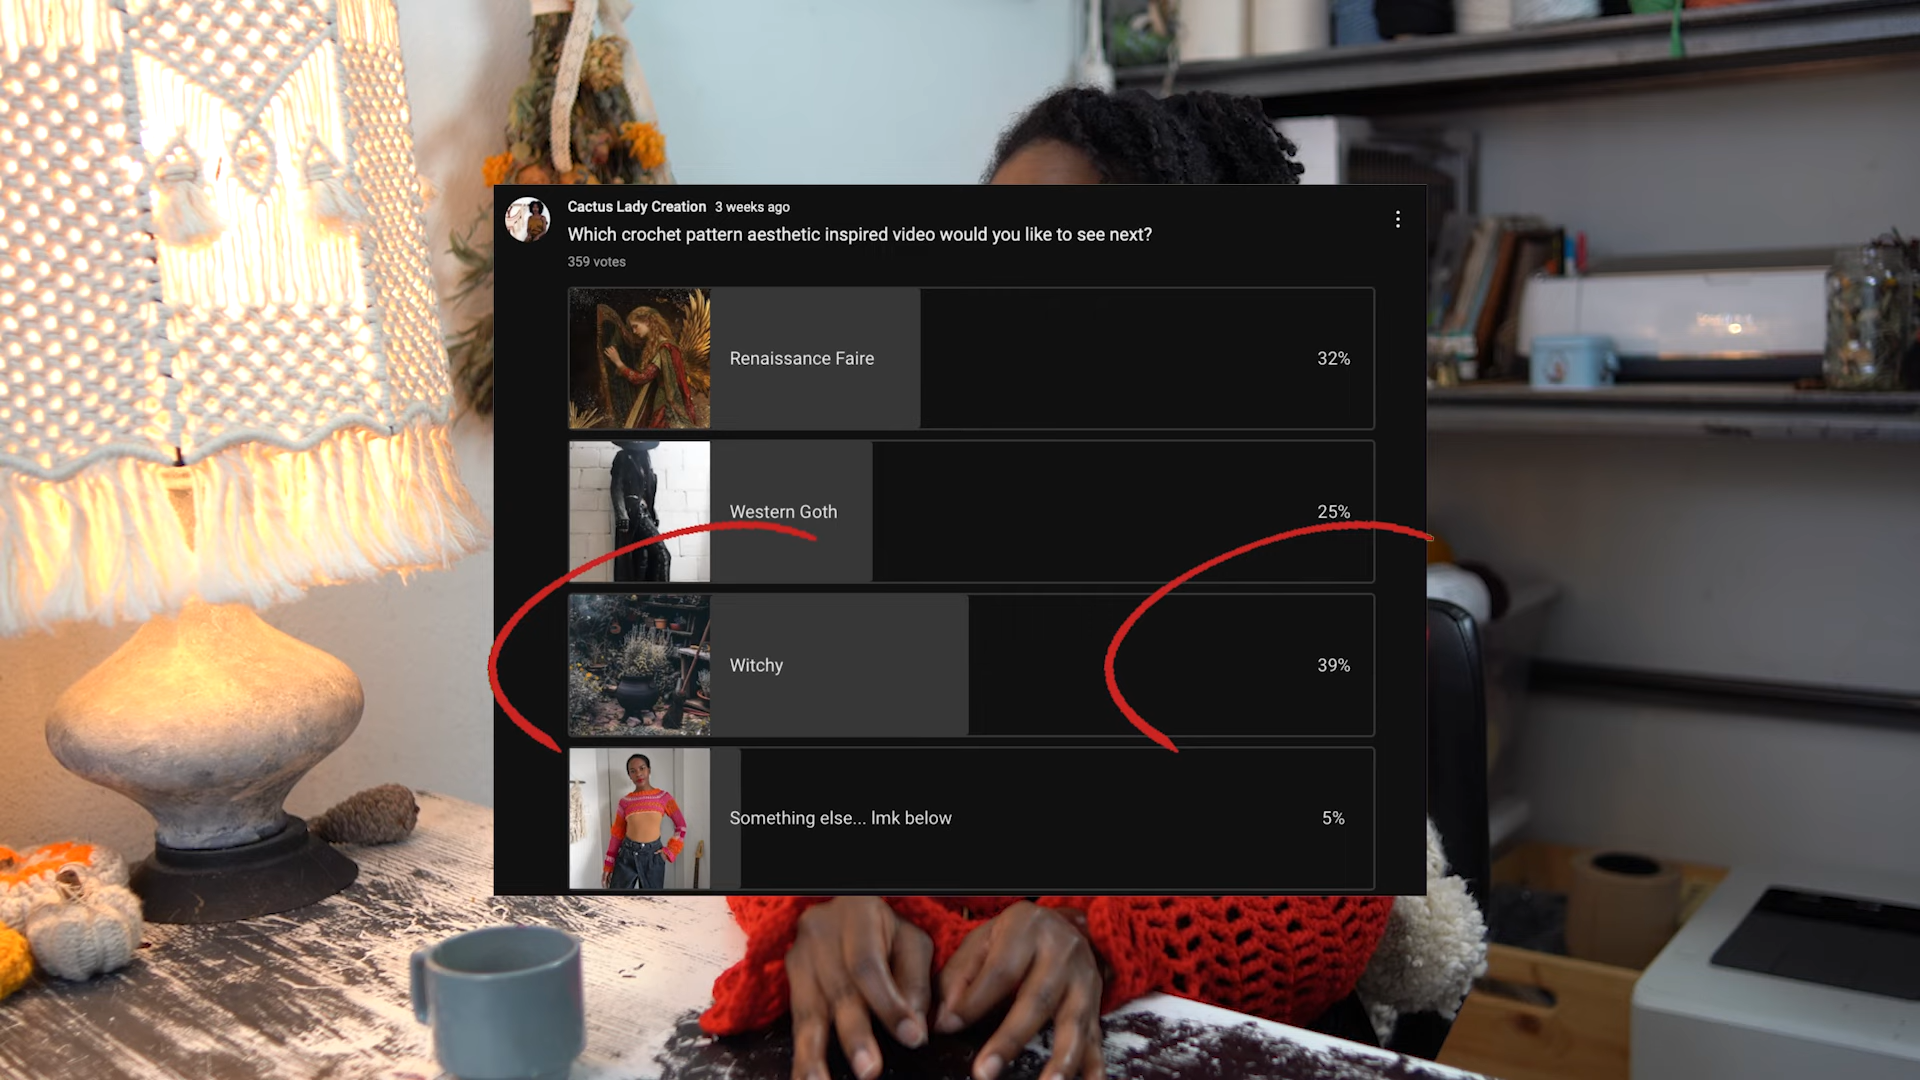 Cactus Lady Creation 3 weeks ago
Which crochet pattern aesthetic inspired video would you like to see next?
359 votes
Renaissance Faire 32%
Western Goth 25%
Witchy 39%
Something else... lmk below 5%